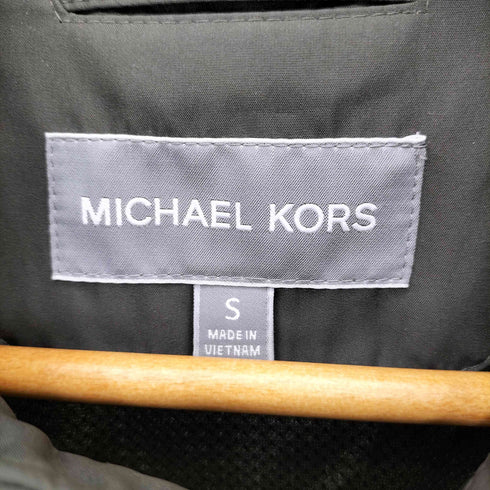 MICHAEL KORS
S
MADE IN
VIETNAM